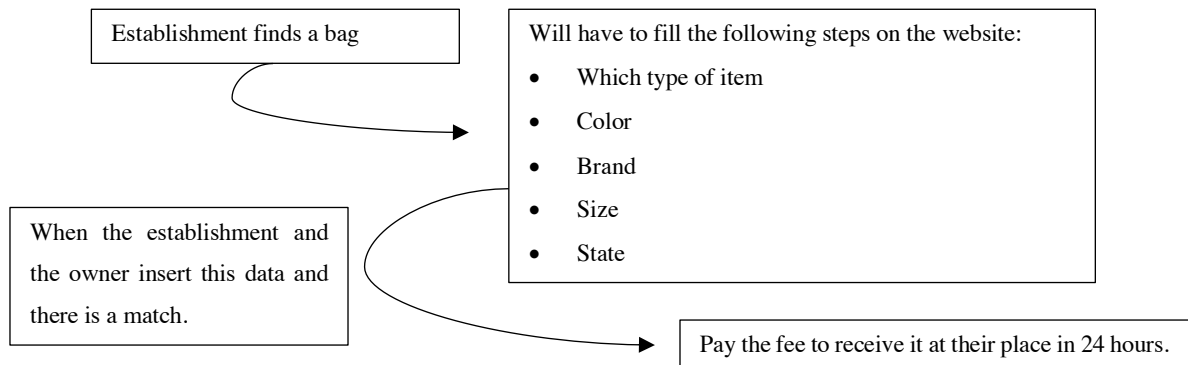 Establishment finds a bag
Will have to fill the following steps on the website:
• Which type of item
• Color
• Brand
• Size
• State
When the establishment and
the owner insert this data and
there is a match.
Pay the fee to receive it at their place in 24 hours.